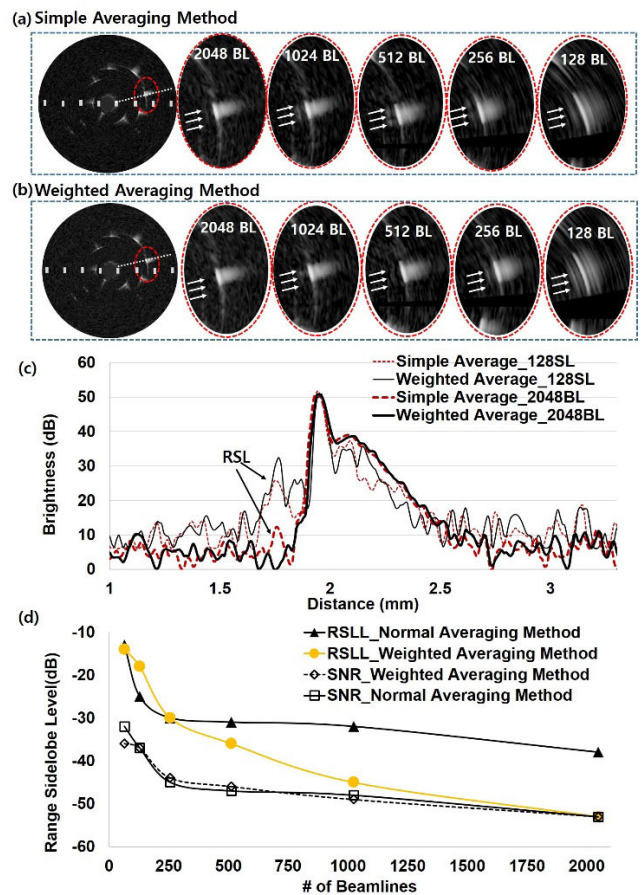 (a) Simple Averaging Method
2048 BL 1024 BL 512 BL 256 BL 128 BL
(b) Weighted Averaging Method
2048 BL 1024 BL 512 BL 256 BL 128 BL
(c)
Simple Average_128SL
Weighted Average_128SL
Simple Average_2048BL
Weighted Average_2048BL
RSL
Brightness (dB)
60
50
40
30
20
10
0
1 1.5 2 2.5 3
Distance (mm)
(d)
RSLL_Normal Averaging Method
RSLL_Weighted Averaging Method
SNR_Weighted Averaging Method
SNR_Normal Averaging Method
Range Sidelobe Level(dB)
-10
-20
-30
-40
-50
-60
0 250 500 750 1000 1250 1500 1750 2000
# of Beamlines